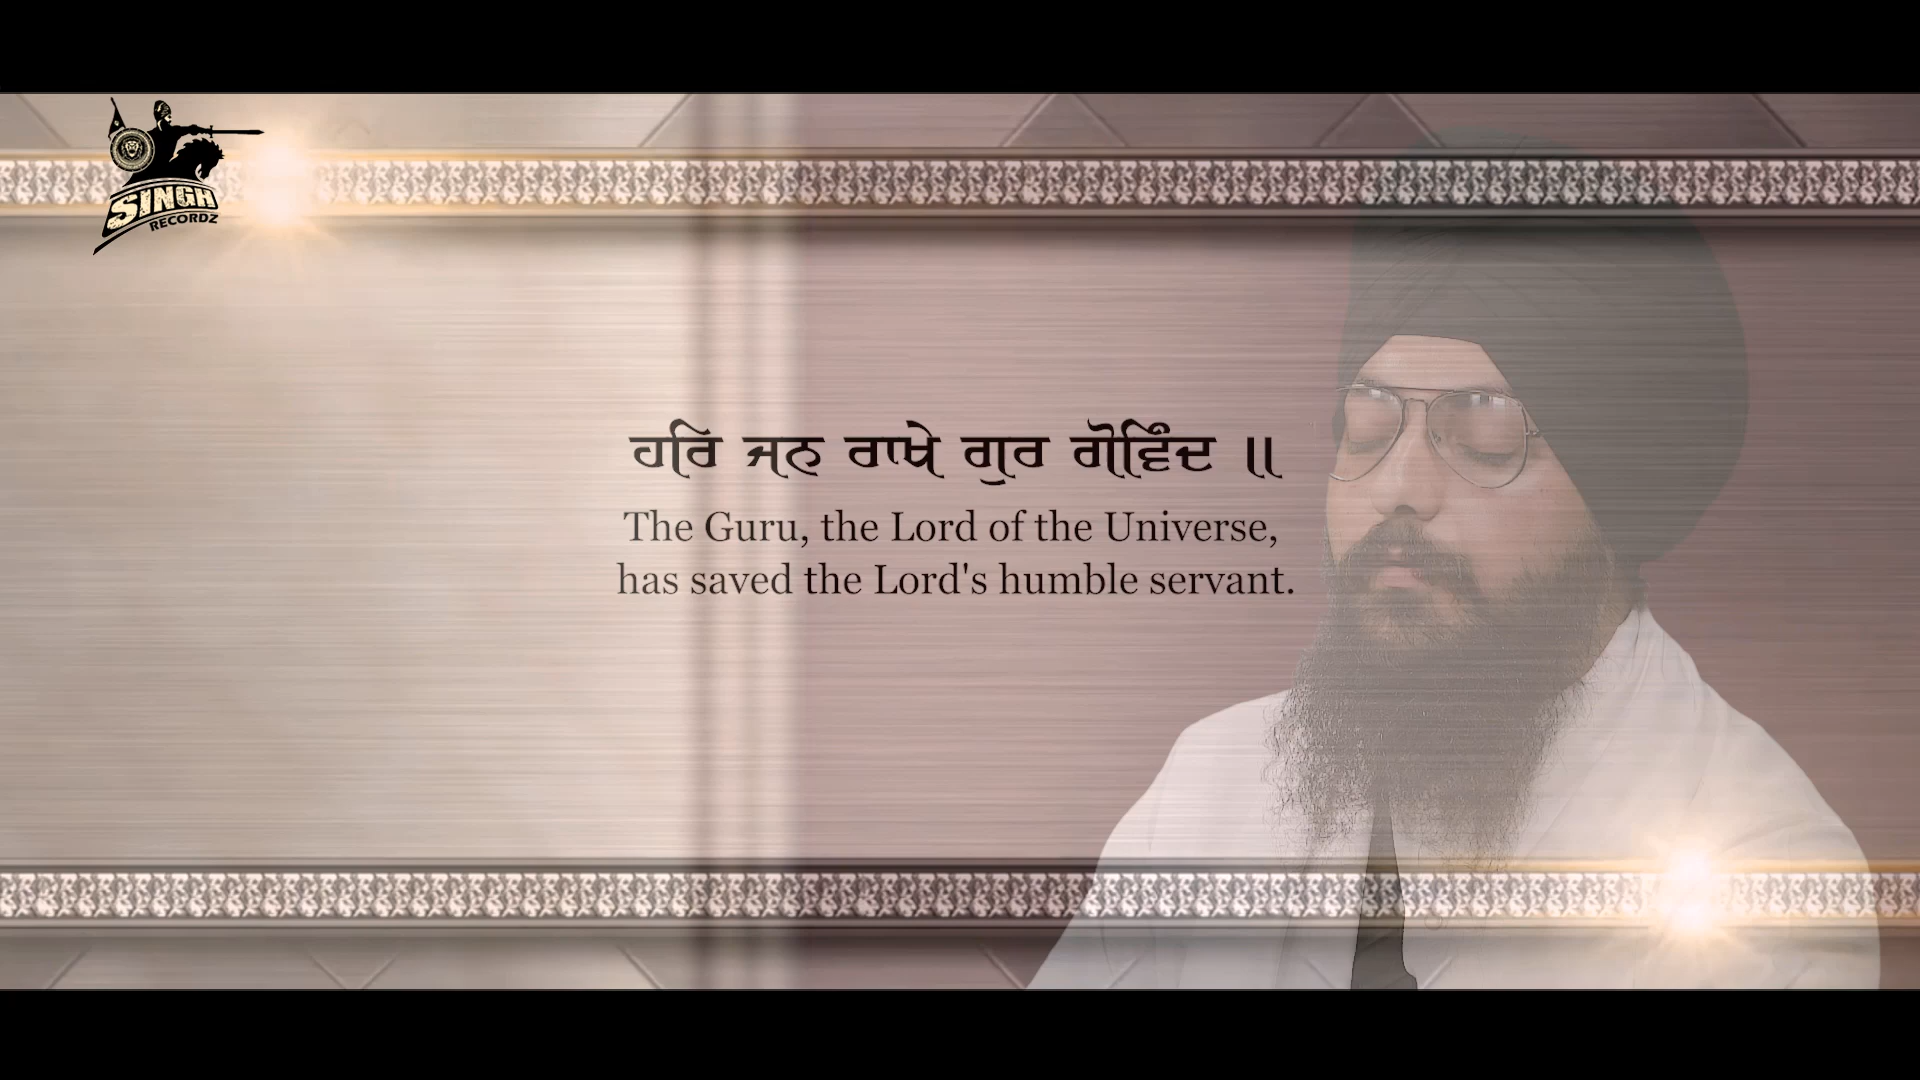 SINGH
RECORDZ
ਹਰਿ ਜਨ ਰਾਖੇ ਗੁਰ ਗੋਵਿੰਦ ॥
The Guru, the Lord of the Universe,
has saved the Lord's humble servant.